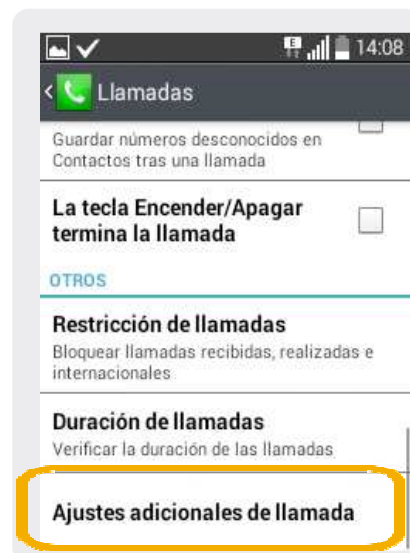 E 14:08
Llamadas
Guardar números desconocidos en
Contactos tras una llamada
La tecla Encender/Apagar
termina la llamada
OTROS
Restricción de llamadas
Bloquear llamadas recibidas, realizadas e
internacionales
Duración de llamadas
Verificar la duración de las llamadas
Ajustes adicionales de llamada